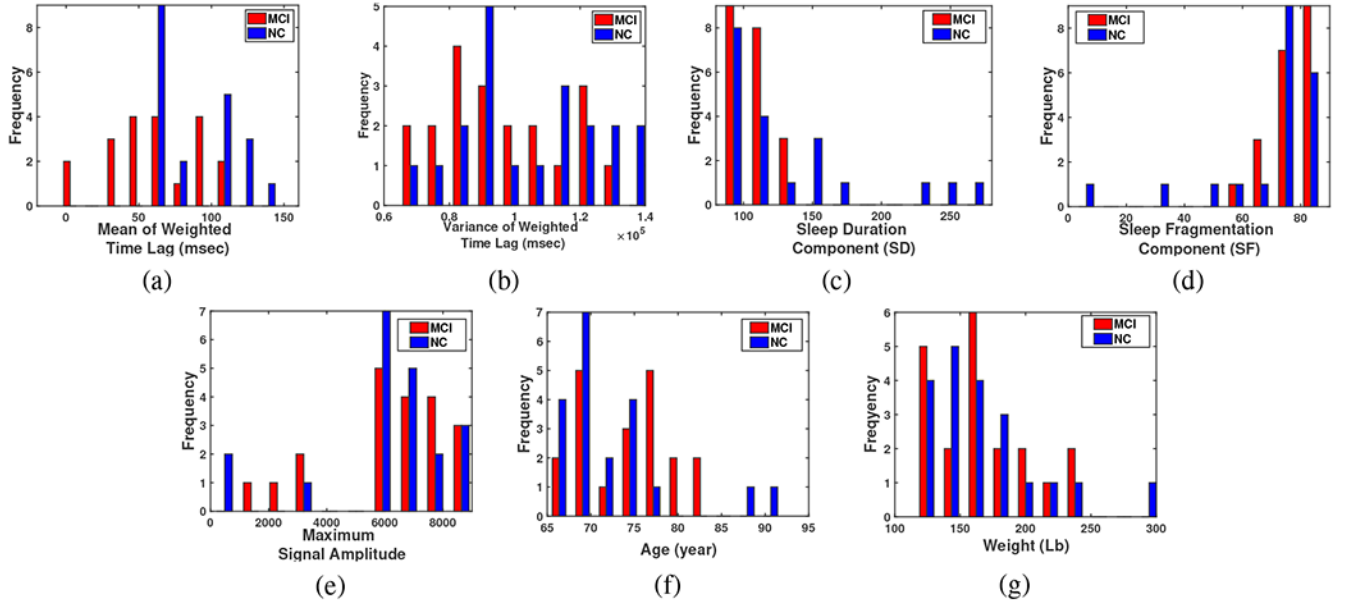 8
6
4
2
0
Frequency
MCI
NC
0 50 100 150
Mean of Weighted
Time Lag (msec)
(a)
5
4
3
2
1
0
Frequency
MCI
NC
0.6 0.8 1 1.2 1.4
×10⁵
Variance of Weighted
Time Lag (msec)
(b)
8
6
4
2
0
Frequency
MCI
NC
100 150 200 250
Sleep Duration
Component (SD)
(c)
8
6
4
2
0
Frequency
MCI
NC
0 20 40 60 80
Sleep Fragmentation
Component (SF)
(d)
7
6
5
4
3
2
1
0
Frequency
MCI
NC
0 2000 4000 6000 8000
Maximum
Signal Amplitude
(e)
7
6
5
4
3
2
1
0
Frequency
MCI
NC
65 70 75 80 85 90 95
Age (year)
(f)
6
5
4
3
2
1
0
Freqyency
MCI
NC
100 150 200 250 300
Weight (Lb)
(g)